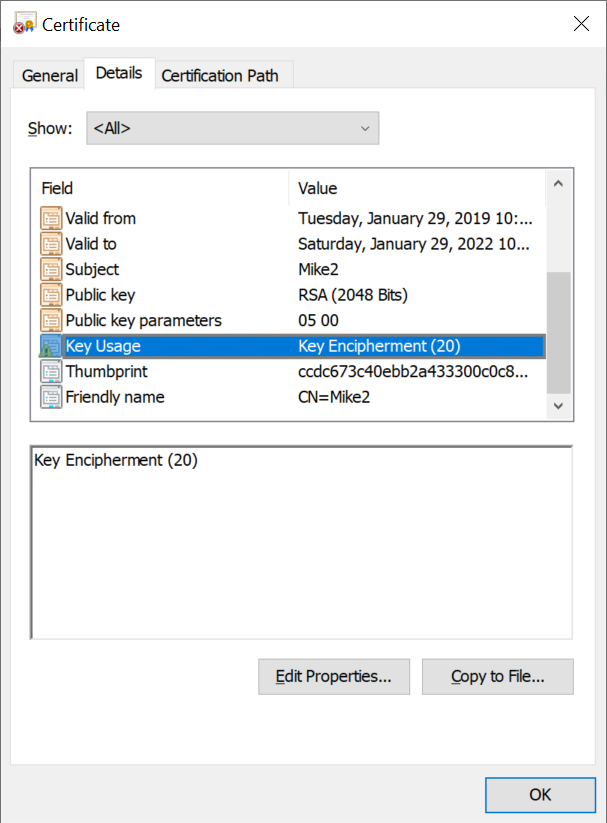 Certificate
General Details Certification Path
Show: <All>
Field Value
Valid from Tuesday, January 29, 2019 10:...
Valid to Saturday, January 29, 2022 10...
Subject Mike2
Public key RSA (2048 Bits)
Public key parameters 05 00
Key Usage Key Encipherment (20)
Thumbprint ccdc673c40ebb2a433300c0c8...
Friendly name CN=Mike2
Key Encipherment (20)
Edit Properties... Copy to File...
OK